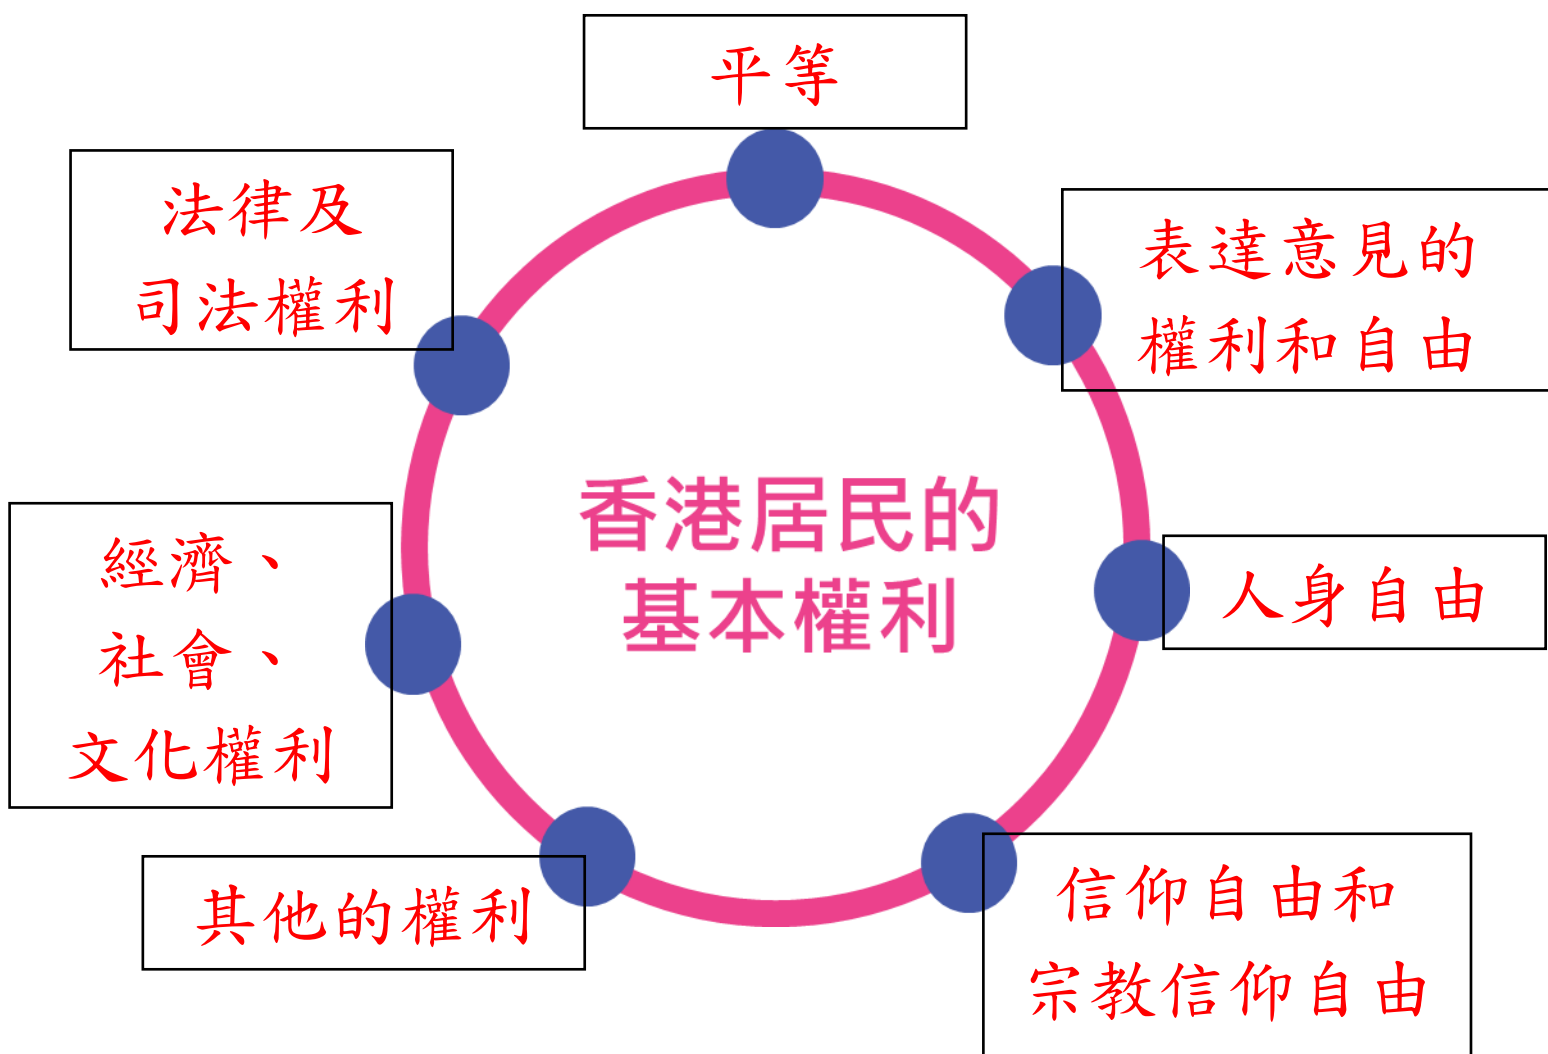 平等
法律及
司法權利
表達意見的
權利和自由
香港居民的
基本權利
經濟、
社會、
文化權利
人身自由
其他的權利
信仰自由和
宗教信仰自由